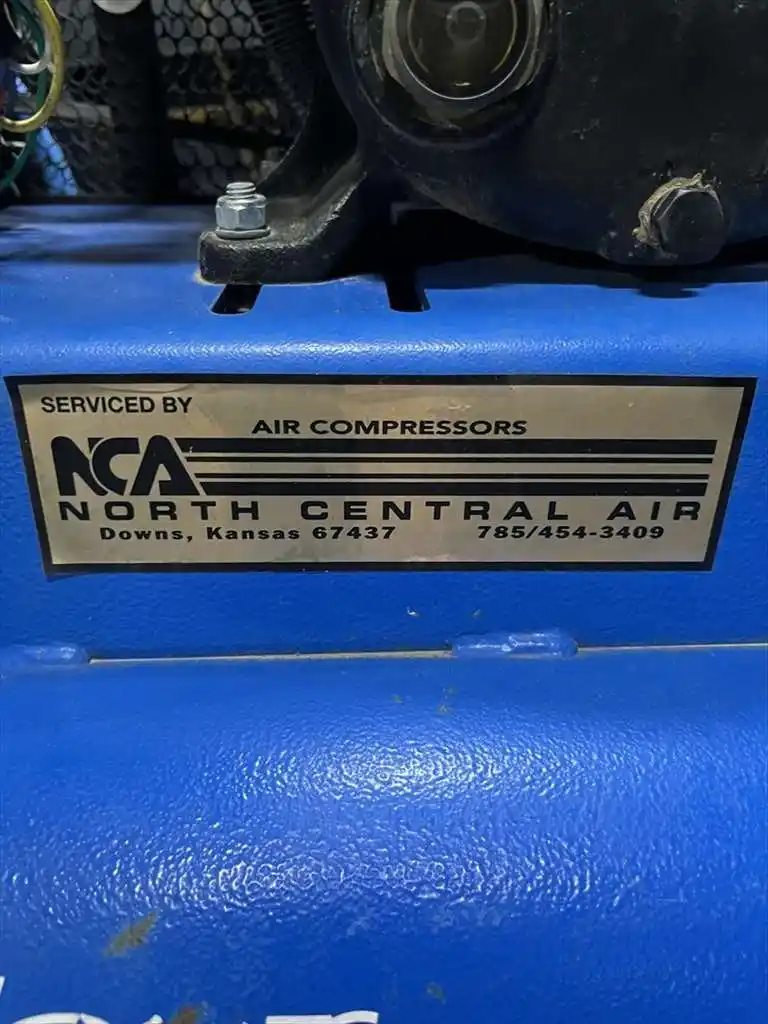 SERVICED BY
AIR COMPRESSORS
NCA
NORTH CENTRAL AIR
Downs, Kansas 67437 785/454-3409